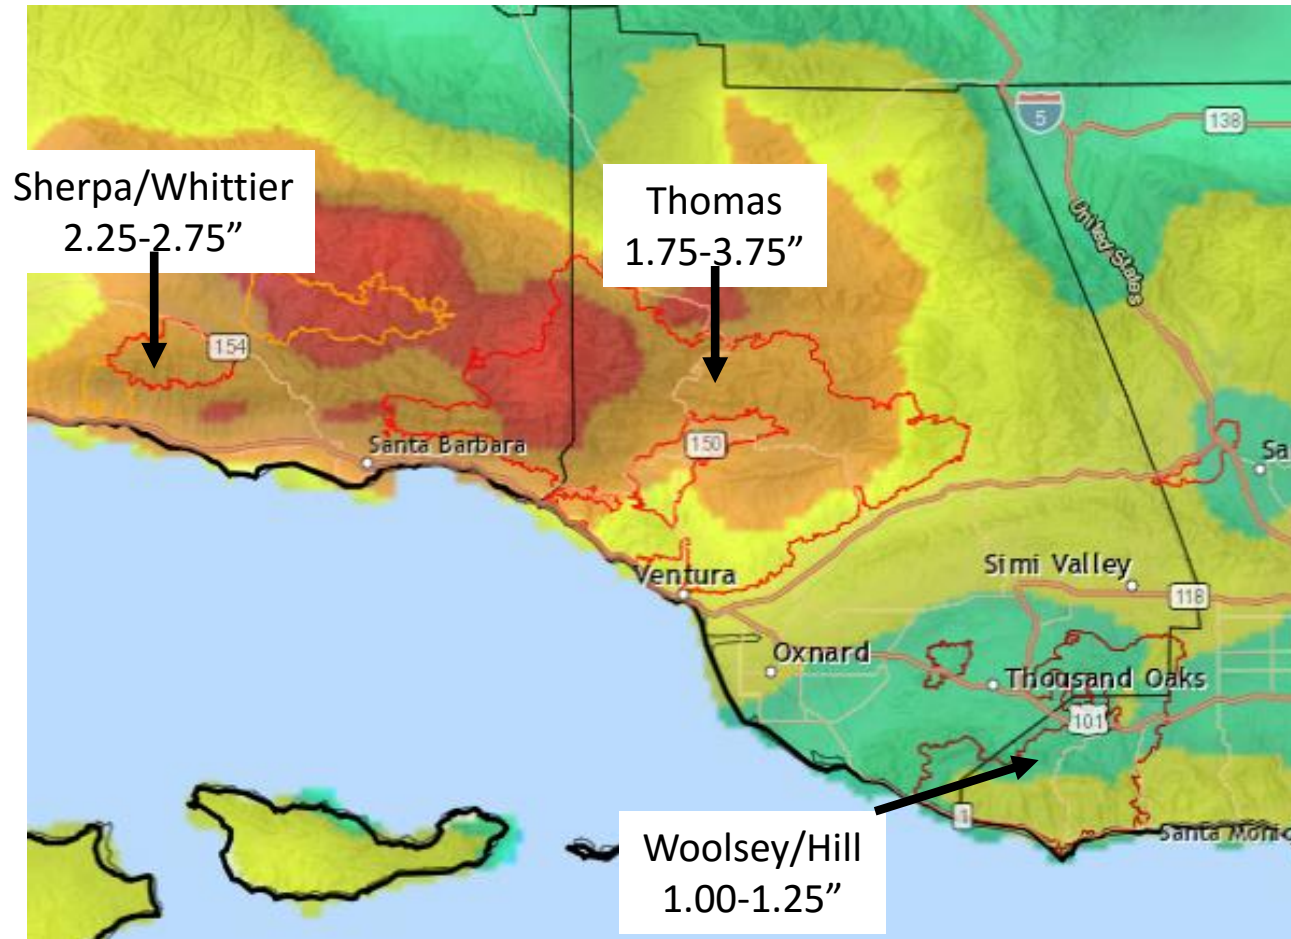 5
138
Sherpa/Whittier
2.25-2.75”
Thomas
1.75-3.75”
United States
154
Santa Barbara
150
Sa
Simi Valley
Ventura
118
Oxnard
Thousand Oaks
101
1
Santa Monic
Woolsey/Hill
1.00-1.25”